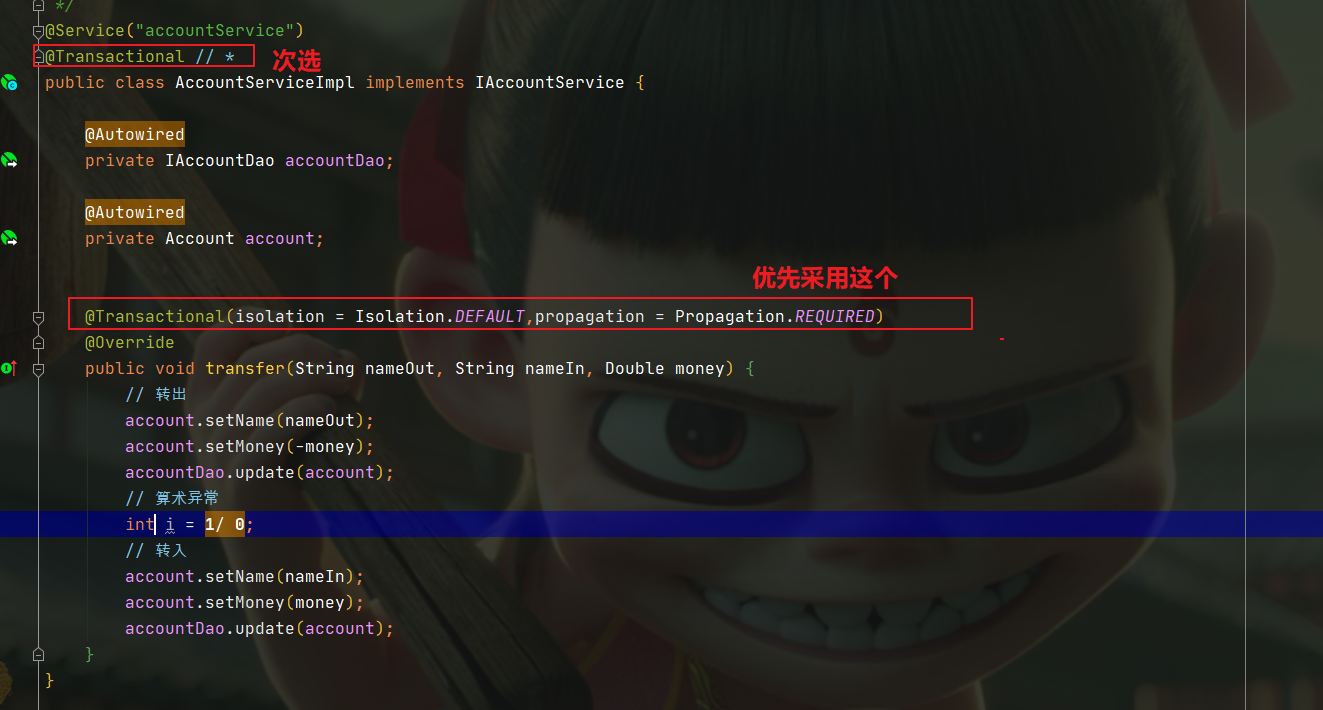 */
@Service("accountService")
@Transactional // *
次选
public class AccountServiceImpl implements IAccountService {
@Autowired
private IAccountDao accountDao;
@Autowired
private Account account;
优先采用这个
@Transactional(isolation = Isolation.DEFAULT,propagation = Propagation.REQUIRED)
@Override
public void transfer(String nameOut, String nameIn, Double money) {
// 转出
account.setName(nameOut);
account.setMoney(-money);
accountDao.update(account);
// 算术异常
int i = 1/ 0;
// 转入
account.setName(nameIn);
account.setMoney(money);
accountDao.update(account);
}
}